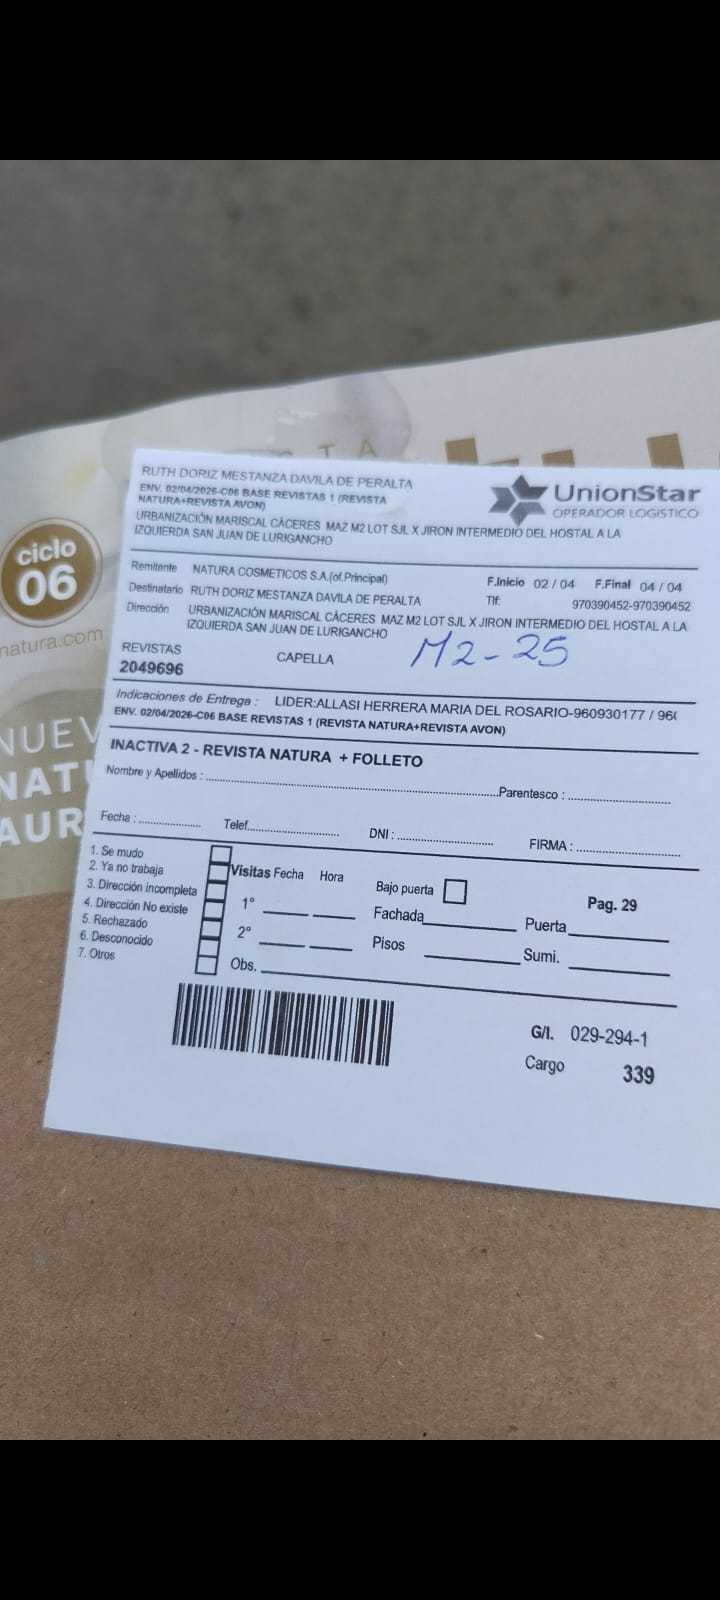 ciclo
06
natura.com
NUEV
NAT
AUR
RUTH DORIZ MESTANZA DAVILA DE PERALTA
ENV. 02/04/2026-C06 BASE REVISTAS 1 (REVISTA
NATURA+REVISTA AVON)
URBANIZACIÓN MARISCAL CÀCERES MAZ M2 LOT SJL X JIRON INTERMEDIO DEL HOSTAL A LA
IZQUIERDA SAN JUAN DE LURIGANCHO
UnionStar
OPERADOR LOGÍSTICO
Remitente NATURA COSMETICOS S.A.(of.Principal)
F.Inicio 02 / 04 F.Final 04 / 04
Destinatario RUTH DORIZ MESTANZA DAVILA DE PERALTA
Tlf: 970390452-970390452
Dirección URBANIZACIÓN MARISCAL CÀCERES MAZ M2 LOT SJL X JIRON INTERMEDIO DEL HOSTAL A LA
IZQUIERDA SAN JUAN DE LURIGANCHO
REVISTAS CAPELLA M2-25
2049696
Indicaciones de Entrega : LIDER:ALLASI HERRERA MARIA DEL ROSARIO-960930177 / 960
ENV. 02/04/2026-C06 BASE REVISTAS 1 (REVISTA NATURA+REVISTA AVON)
INACTIVA 2 - REVISTA NATURA + FOLLETO
Nombre y Apellidos : Parentesco :
Fecha : Telef. DNI : FIRMA :
1. Se mudo
2. Ya no trabaja
3. Dirección incompleta
4. Dirección No existe
5. Rechazado
6. Desconocido
7. Otros
Visitas Fecha Hora
1°
2°
Obs.
Bajo puerta
Pag. 29
Fachada Puerta
Pisos Sumi.
G/I. 029-294-1
Cargo 339